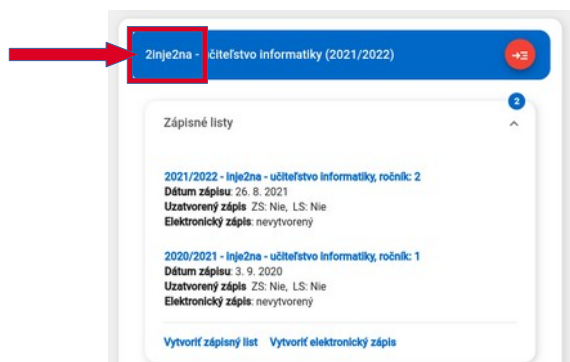 2inje2na - učiteľstvo informatiky (2021/2022)
2
Zápisné listy
2021/2022 - inje2na - učiteľstvo informatiky, ročník: 2
Dátum zápisu: 26. 8. 2021
Uzatvorený zápis ZS: Nie, LS: Nie
Elektronický zápis: nevytvorený
2020/2021 - inje2na - učiteľstvo informatiky, ročník: 1
Dátum zápisu: 3. 9. 2020
Uzatvorený zápis ZS: Nie, LS: Nie
Elektronický zápis: nevytvorený
Vytvoriť zápisný list Vytvoriť elektronický zápis